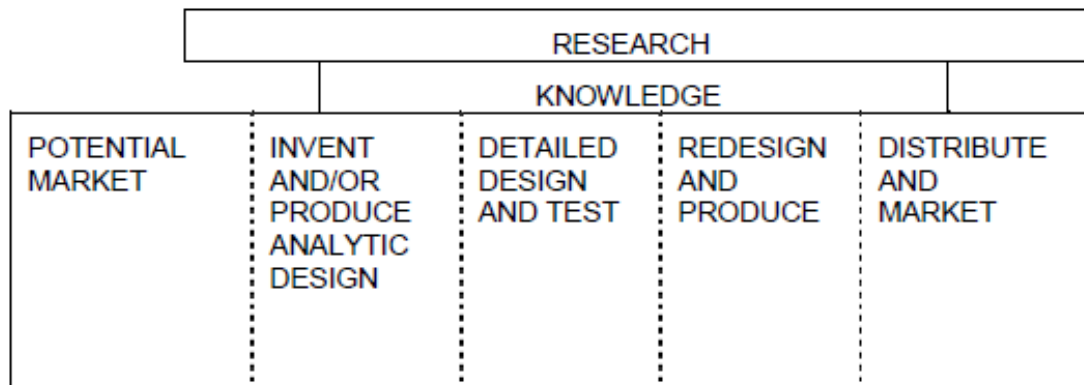 RESEARCH
KNOWLEDGE
POTENTIAL
MARKET
INVENT
AND/OR
PRODUCE
ANALYTIC
DESIGN
DETAILED
DESIGN
AND TEST
REDESIGN
AND
PRODUCE
DISTRIBUTE
AND
MARKET